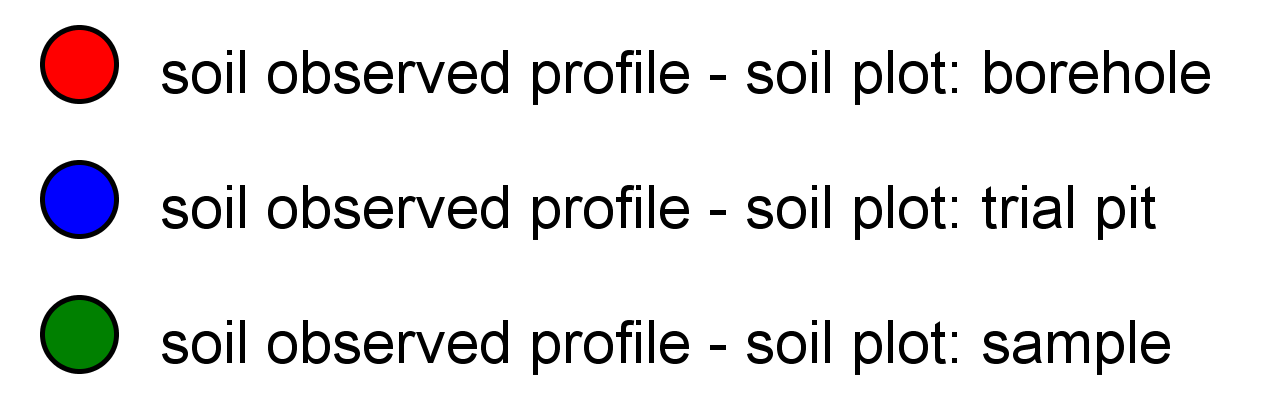 soil observed profile - soil plot: borehole
soil observed profile - soil plot: trial pit
soil observed profile - soil plot: sample